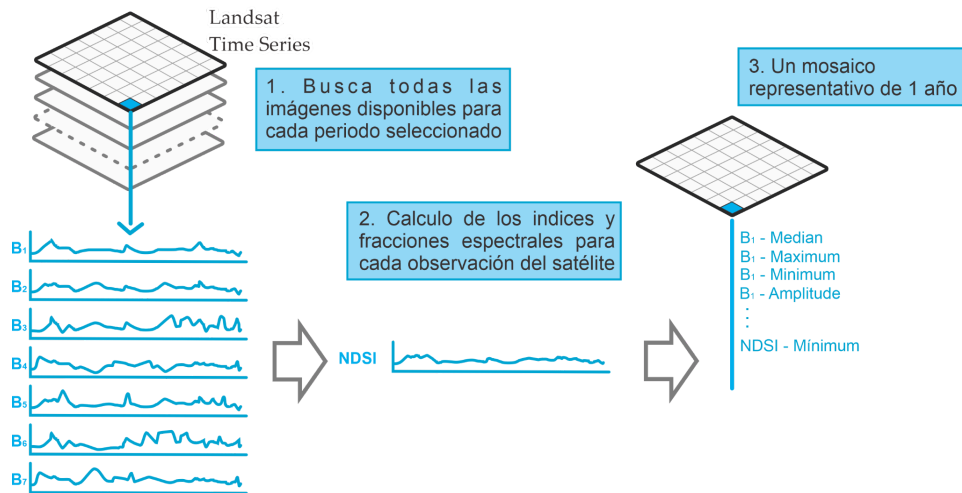 Landsat
Time Series
1. Busca todas las
imágenes disponibles para
cada periodo seleccionado
3. Un mosaico
representativo de 1 año
2. Calculo de los indices y
fracciones espectrales para
cada observación del satélite
B1
B2
B3
B4
B5
B6
B7
NDSI
B1 - Median
B1 - Maximum
B1 - Minimum
B1 - Amplitude
⋮
NDSI - Mínimum